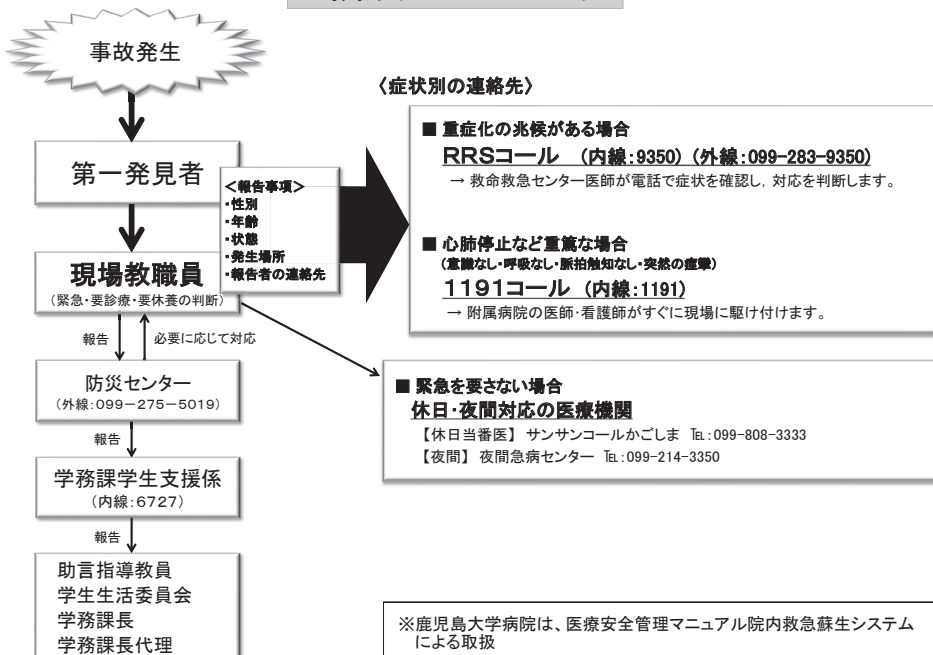 事故発生
〈症状別の連絡先〉
第一発見者
＜報告事項＞
・性別
・年齢
・状態
・発生場所
・報告者の連絡先
■ 重症化の兆候がある場合
RRSコール （内線：9350）（外線：099-283-9350）
→ 救命救急センター医師が電話で症状を確認し，対応を判断します。
■ 心肺停止など重篤な場合
（意識なし・呼吸なし・脈拍触知なし・突然の痙攣）
1191コール （内線：1191）
→ 附属病院の医師・看護師がすぐに現場に駆け付けます。
現場教職員
（緊急・要診療・要休養の判断）
報告
必要に応じて対応
防災センター
（外線：099－275－5019）
■ 緊急を要さない場合
休日・夜間対応の医療機関
【休日当番医】 サンサンコールかごしま ℡：099-808-3333
【夜間】 夜間急病センター ℡：099-214-3350
報告
学務課学生支援係
（内線：6727）
報告
助言指導教員
学生生活委員会
学務課長
学務課長代理
※鹿児島大学病院は、医療安全管理マニュアル院内救急蘇生システム
による取扱